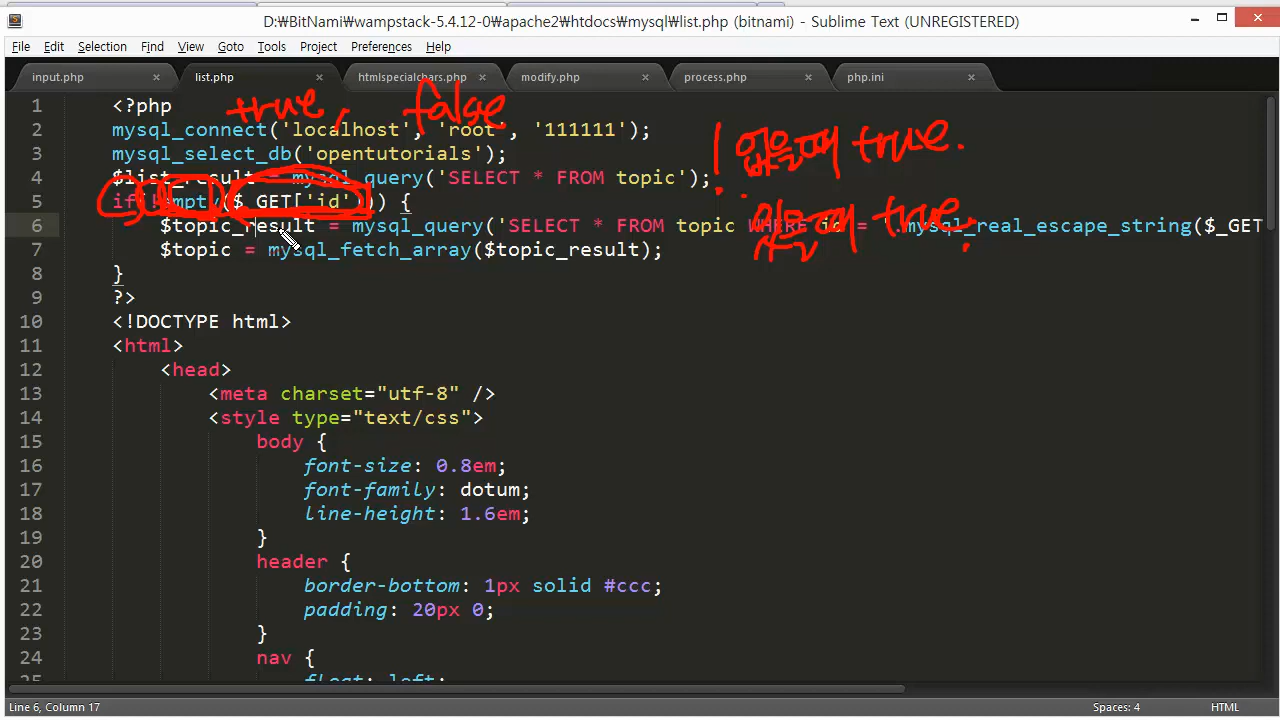 D:₩BitNami₩wampstack-5.4.12-0₩apache2₩htdocs₩mysql₩list.php (bitnami) - Sublime Text (UNREGISTERED)
File Edit Selection Find View Goto Tools Project Preferences Help
input.php × list.php × htmlspecialchars.php × modify.php × process.php × php.ini ×
true, false
! 없을때 true.
있을때 true.
1 <?php
2 mysql_connect('localhost', 'root', '111111');
3 mysql_select_db('opentutorials');
4 $list_result = mysql_query('SELECT * FROM topic');
5 if(!empty($_GET['id'])) {
6 $topic_result = mysql_query('SELECT * FROM topic WHERE id = '.mysql_real_escape_string($_GET
7 $topic = mysql_fetch_array($topic_result);
8 }
9 ?>
10 <!DOCTYPE html>
11 <html>
12 <head>
13 <meta charset="utf-8" />
14 <style type="text/css">
15 body {
16 font-size: 0.8em;
17 font-family: dotum;
18 line-height: 1.6em;
19 }
20 header {
21 border-bottom: 1px solid #ccc;
22 padding: 20px 0;
23 }
24 nav {
25 float: left;
Line 6, Column 17 Spaces: 4 HTML